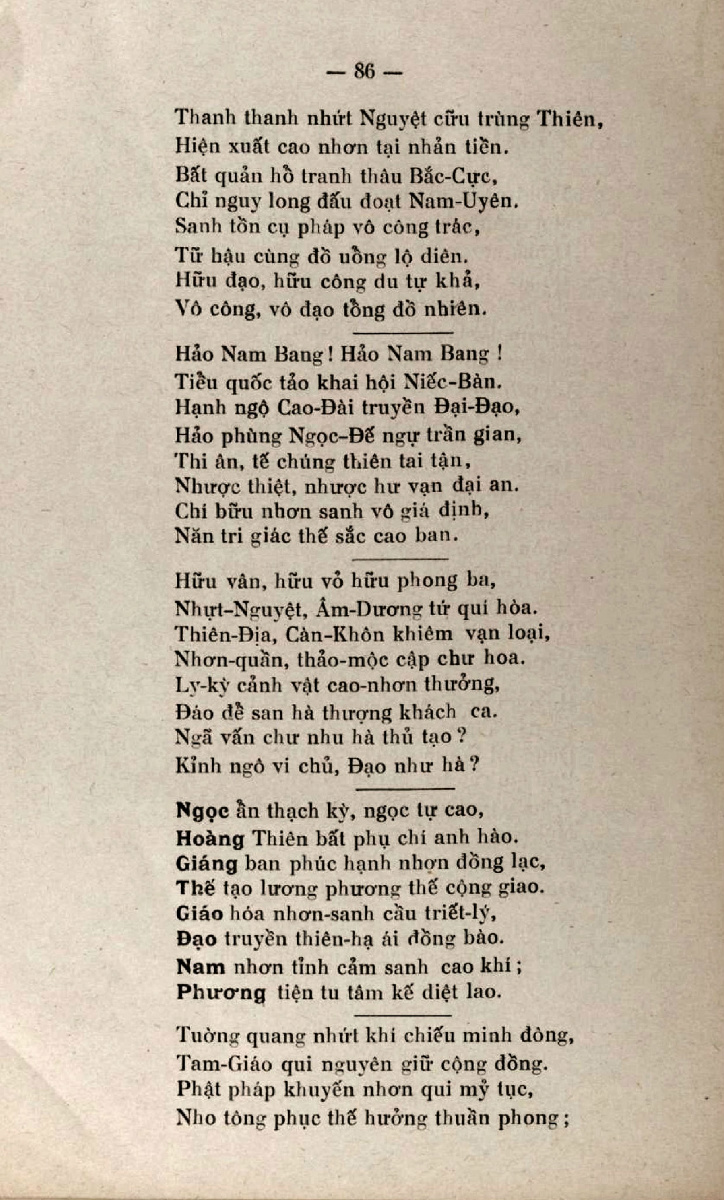 — 86 —
Thanh thanh nhứt Nguyệt cữu trùng Thiên,
Hiện xuất cao nhơn tại nhản tiền.
Bất quản hồ tranh thâu Bắc-Cực,
Chỉ nguy long đấu đoạt Nam-Uyên.
Sanh tồn cụ pháp vô công trác,
Tữ hậu cùng đồ uổng lộ diên.
Hữu đạo, hữu công du tự khả,
Vô công, vô đạo tổng đồ nhiên.
Hảo Nam Bang ! Hảo Nam Bang !
Tiểu quốc tảo khai hội Niếc-Bàn.
Hạnh ngộ Cao-Đài truyền Đại-Đạo,
Hảo phùng Ngọc-Đế ngự trần gian,
Thi ân, tế chúng thiên tai tận,
Nhược thiệt, nhược hư vạn đại an.
Chí bữu nhơn sanh vô giá định,
Năn tri giác thế sắc cao ban.
Hữu vân, hữu vỏ hữu phong ba,
Nhựt-Nguyệt, Âm-Dương tứ quí hòa.
Thiên-Địa, Càn-Khôn khiêm vạn loại,
Nhơn-quần, thảo-mộc cập chư hoa.
Ly-kỳ cảnh vật cao-nhơn thưởng,
Đáo để san hà thượng khách ca.
Ngã vấn chư nhu hà thủ tạo ?
Kỉnh ngô vi chủ, Đạo như hà ?
Ngọc ẩn thạch kỳ, ngọc tự cao,
Hoàng Thiên bất phụ chí anh hào.
Giáng ban phúc hạnh nhơn đồng lạc,
Thế tạo lương phương thế cộng giao.
Giáo hóa nhơn-sanh cầu triết-lý,
Đạo truyền thiên-hạ ái đồng bào.
Nam nhơn tỉnh cảm sanh cao khí ;
Phương tiện tu tâm kế diệt lao.
Tuờng quang nhứt khí chiếu minh đông,
Tam-Giáo qui nguyên giữ cộng đồng.
Phật pháp khuyến nhơn qui mỷ tục,
Nho tông phục thế hưởng thuần phong ;